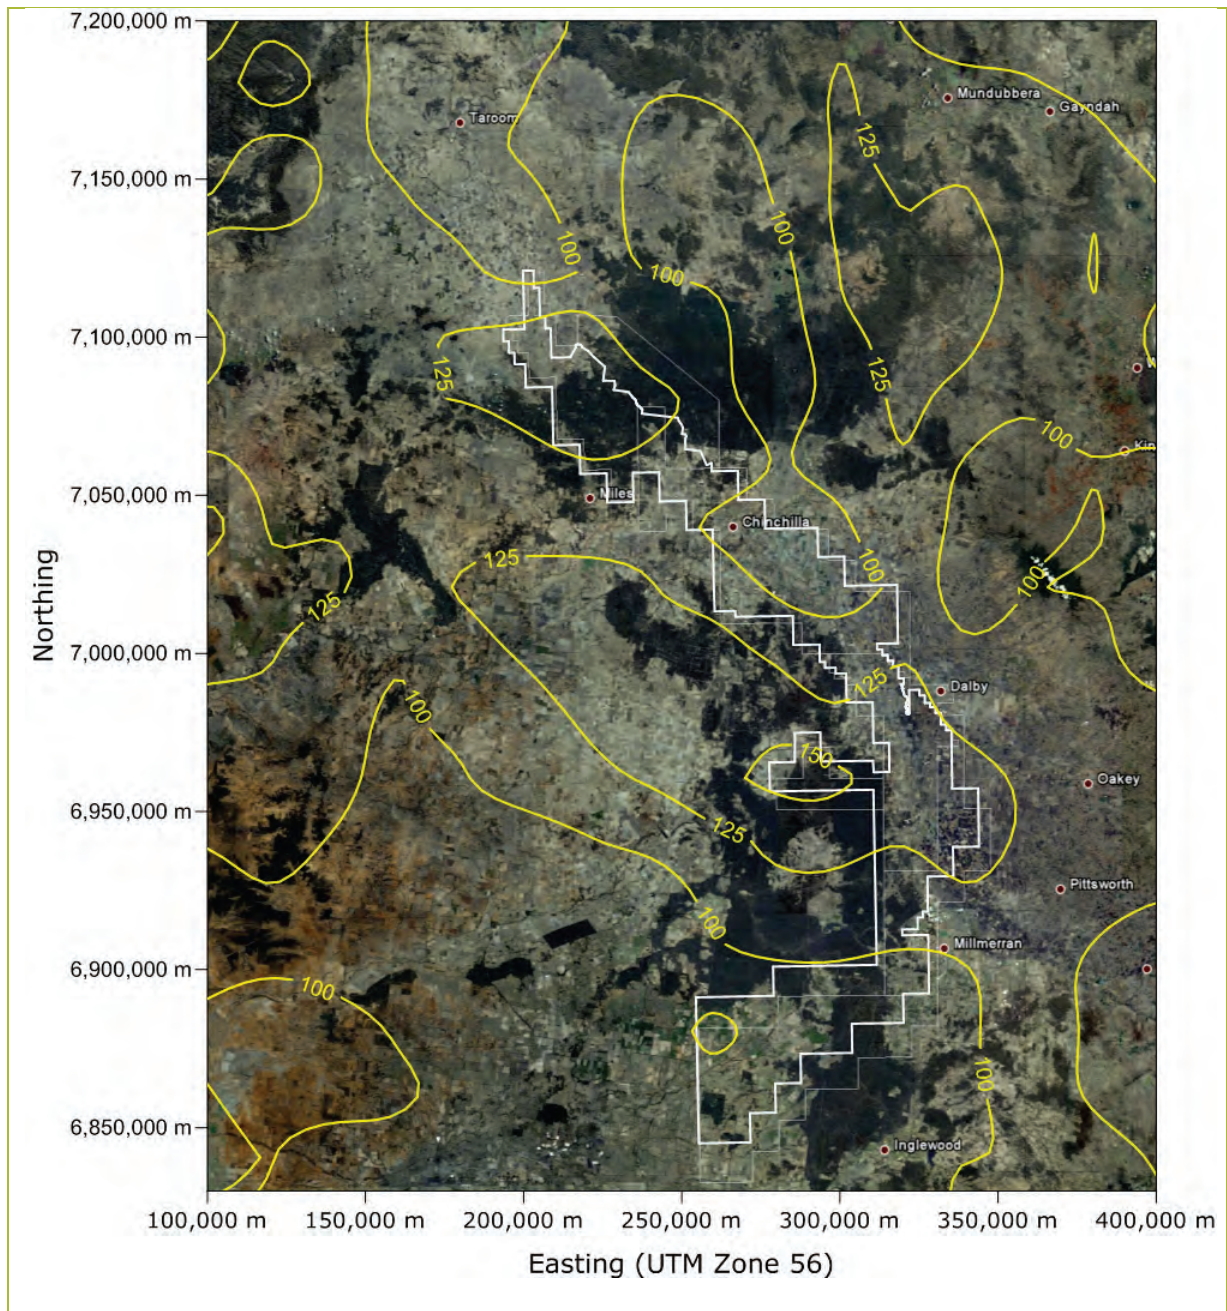 7,200,000 m
Mundubbera
Gayndah
Taroom
125
7,150,000 m
100
100
100
7,100,000 m
125
125
100
Kin
7,050,000 m
Miles
Chinchilla
125
100
100
125
Northing
7,000,000 m
125
Dalby
100
150
Oakey
6,950,000 m
125
Pittsworth
100
Millmerran
6,900,000 m
100
100
6,850,000 m
Inglewood
100,000 m 150,000 m 200,000 m 250,000 m 300,000 m 350,000 m 400,000 m
Easting (UTM Zone 56)